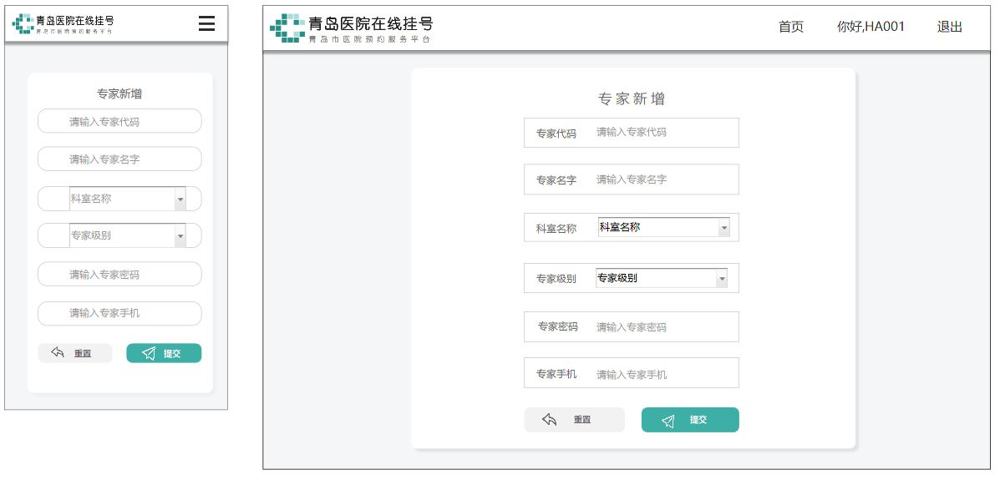 青岛医院在线挂号
青岛市医院预约服务平台
专家新增
请输入专家代码
请输入专家名字
科室名称
专家级别
请输入专家密码
请输入专家手机
重置 提交
青岛医院在线挂号
青岛市医院预约服务平台
首页 你好,HA001 退出
专家新增
专家代码 请输入专家代码
专家名字 请输入专家名字
科室名称 科室名称
专家级别 专家级别
专家密码 请输入专家密码
专家手机 请输入专家手机
重置 提交